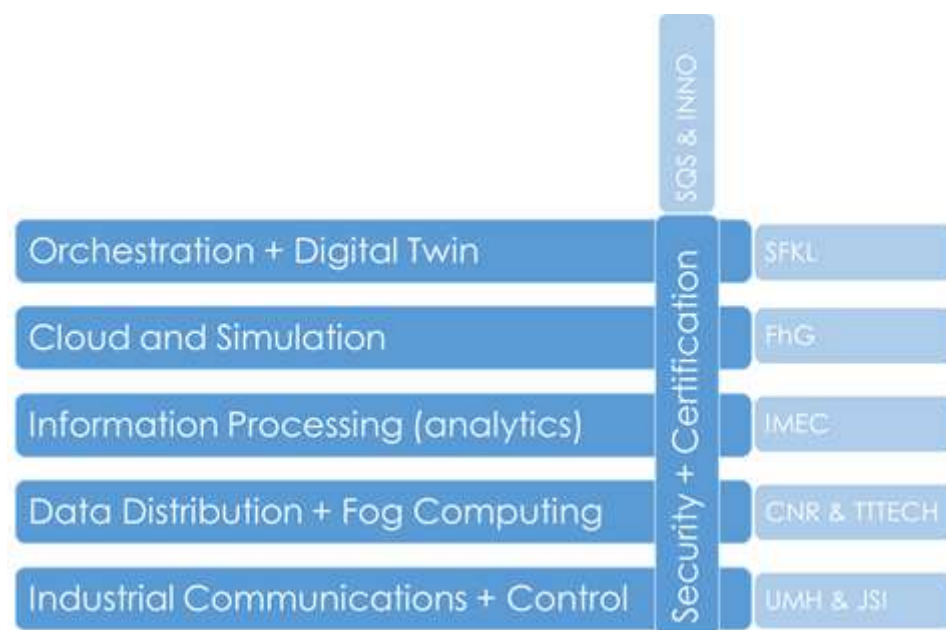 SQS & INNO
Security + Certification
Orchestration + Digital Twin
SFKL
Cloud and Simulation
FhG
Information Processing (analytics)
IMEC
Data Distribution + Fog Computing
CNR & TTTECH
Industrial Communications + Control
UMH & JSI